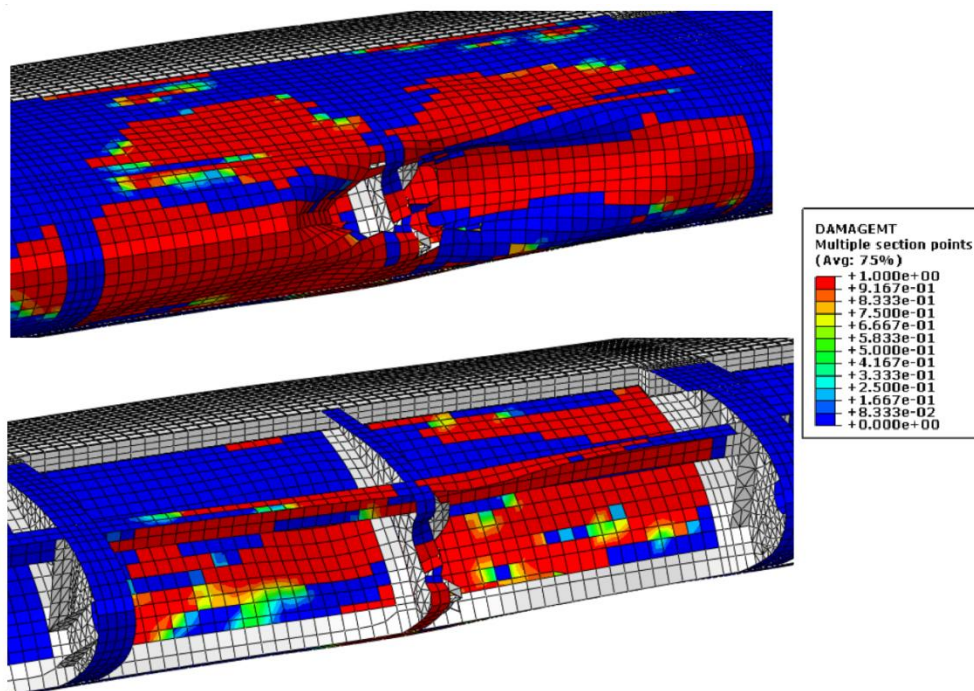 DAMAGEMT
Multiple section points
(Avg: 75%)
+1.000e+00
+9.167e-01
+8.333e-01
+7.500e-01
+6.667e-01
+5.833e-01
+5.000e-01
+4.167e-01
+3.333e-01
+2.500e-01
+1.667e-01
+8.333e-02
+0.000e+00